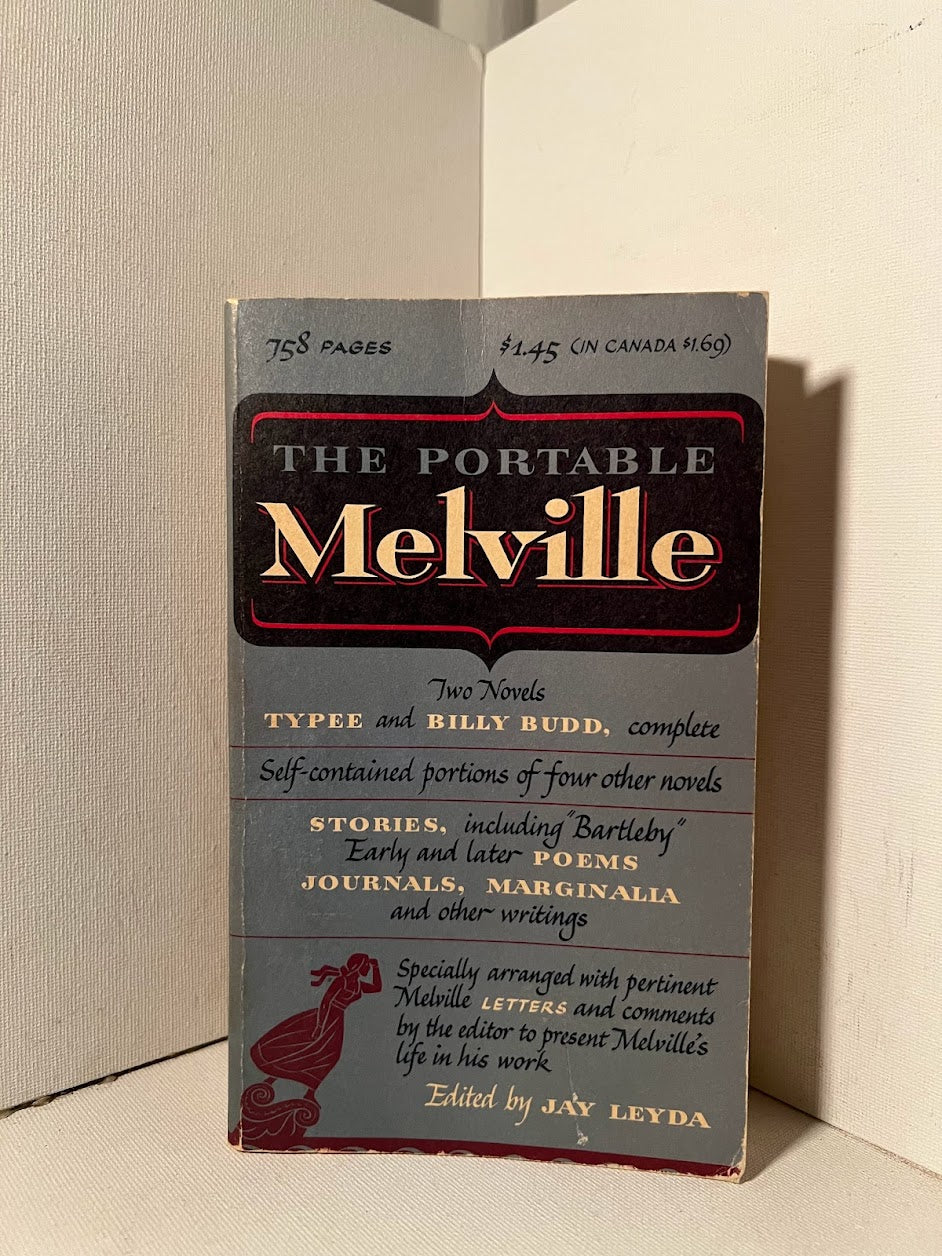 758 PAGES $1.45 (IN CANADA $1.69)
THE PORTABLE
Melville
Two Novels
TYPEE and BILLY BUDD, complete
Self-contained portions of four other novels
STORIES, including "Bartleby"
Early and later POEMS
JOURNALS, MARGINALIA
and other writings
Specially arranged with pertinent
Melville LETTERS and comments
by the editor to present Melville's
life in his work
Edited by JAY LEYDA